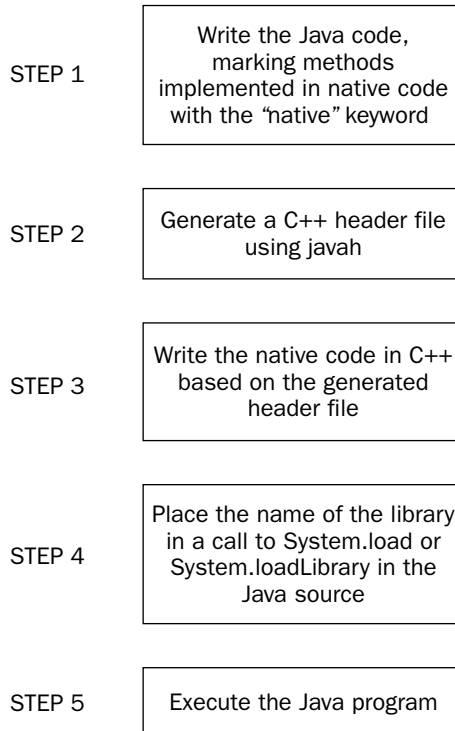 STEP 1
Write the Java code,
marking methods
implemented in native code
with the “native” keyword
STEP 2
Generate a C++ header file
using javah
STEP 3
Write the native code in C++
based on the generated
header file
STEP 4
Place the name of the library
in a call to System.load or
System.loadLibrary in the
Java source
STEP 5
Execute the Java program